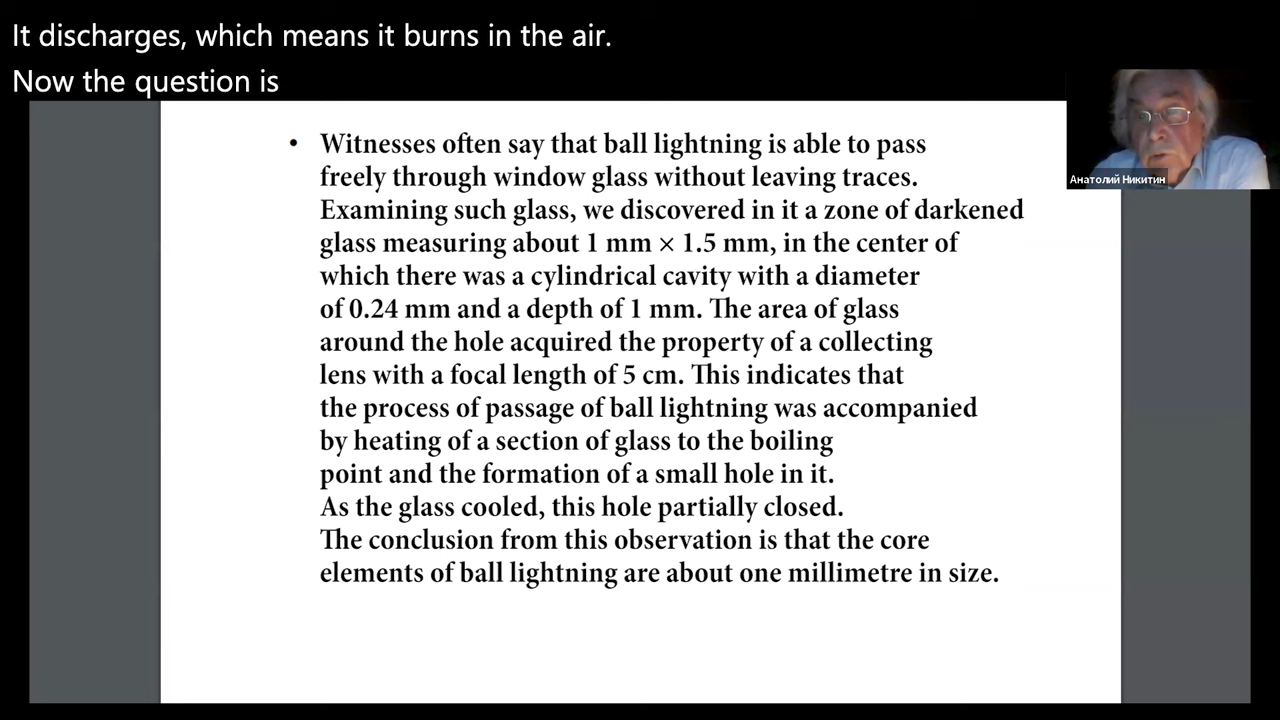 It discharges, which means it burns in the air.
Now the question is
Анатолий Никитин
• Witnesses often say that ball lightning is able to pass
freely through window glass without leaving traces.
Examining such glass, we discovered in it a zone of darkened
glass measuring about 1 mm × 1.5 mm, in the center of
which there was a cylindrical cavity with a diameter
of 0.24 mm and a depth of 1 mm. The area of glass
around the hole acquired the property of a collecting
lens with a focal length of 5 cm. This indicates that
the process of passage of ball lightning was accompanied
by heating of a section of glass to the boiling
point and the formation of a small hole in it.
As the glass cooled, this hole partially closed.
The conclusion from this observation is that the core
elements of ball lightning are about one millimetre in size.